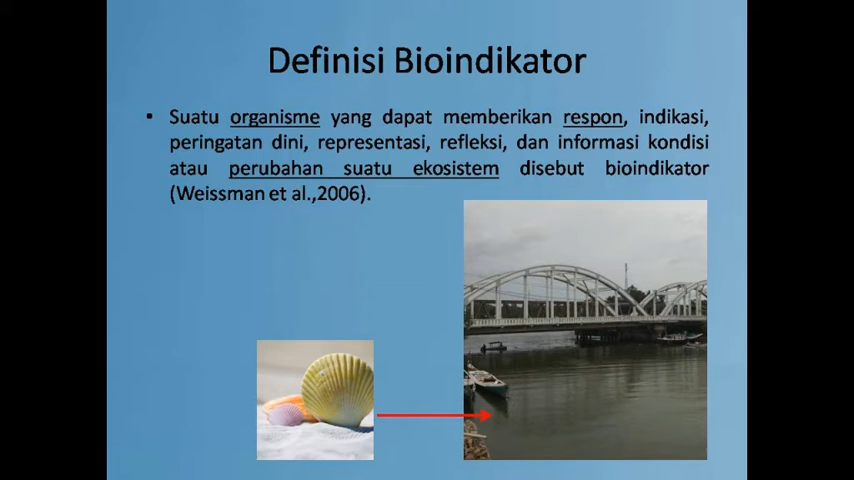 Definisi Bioindikator
• Suatu organisme yang dapat memberikan respon, indikasi,
peringatan dini, representasi, refleksi, dan informasi kondisi
atau perubahan suatu ekosistem disebut bioindikator
(Weissman et al.,2006).